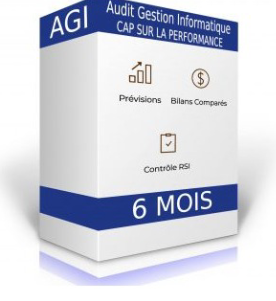 AGI
Audit Gestion Informatique
CAP SUR LA PERFORMANCE
Prévisions
Bilans Comparés
Contrôle RSI
6 MOIS